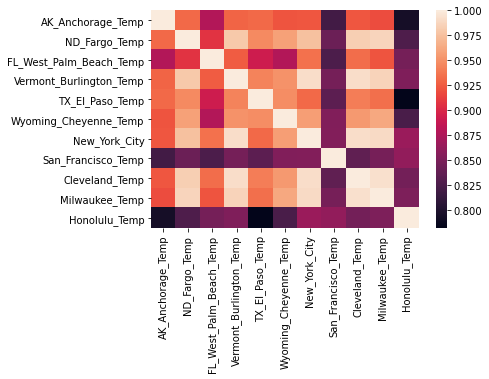 AK_Anchorage_Temp
ND_Fargo_Temp
FL_West_Palm_Beach_Temp
Vermont_Burlington_Temp
TX_El_Paso_Temp
Wyoming_Cheyenne_Temp
New_York_City
San_Francisco_Temp
Cleveland_Temp
Milwaukee_Temp
Honolulu_Temp
AK_Anchorage_Temp
ND_Fargo_Temp
FL_West_Palm_Beach_Temp
Vermont_Burlington_Temp
TX_El_Paso_Temp
Wyoming_Cheyenne_Temp
New_York_City
San_Francisco_Temp
Cleveland_Temp
Milwaukee_Temp
Honolulu_Temp
1.000
0.975
0.950
0.925
0.900
0.875
0.850
0.825
0.800